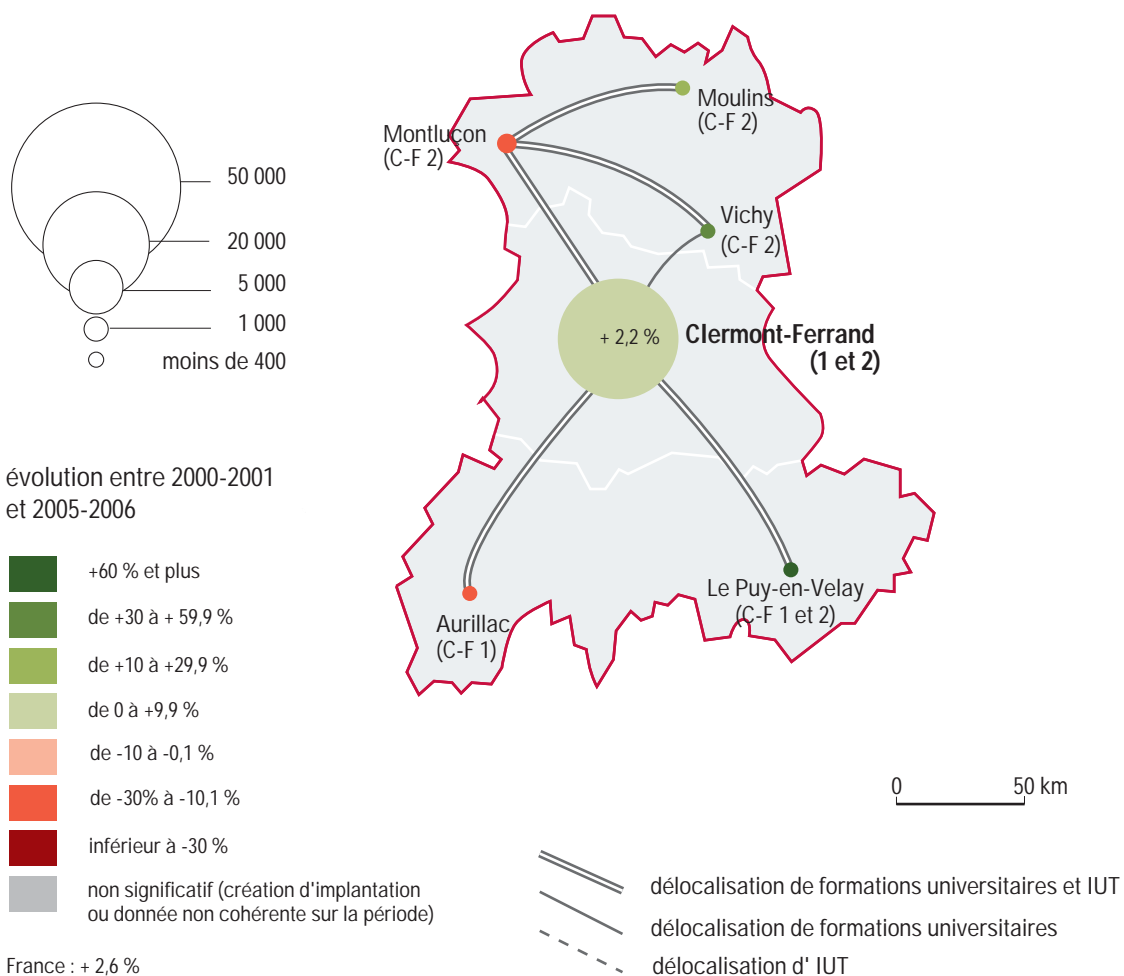 Moulins
(C-F 2)
Montluçon
(C-F 2)
Vichy
(C-F 2)
+ 2,2 %
Clermont-Ferrand
(1 et 2)
Le Puy-en-Velay
(C-F 1 et 2)
Aurillac
(C-F 1)
50 000
20 000
5 000
1 000
moins de 400
évolution entre 2000-2001
et 2005-2006
+60 % et plus
de +30 à + 59,9 %
de +10 à +29,9 %
de 0 à +9,9 %
de -10 à -0,1 %
de -30% à -10,1 %
inférieur à -30 %
non significatif (création d'implantation
ou donnée non cohérente sur la période)
France : + 2,6 %
0 50 km
délocalisation de formations universitaires et IUT
délocalisation de formations universitaires
délocalisation d' IUT